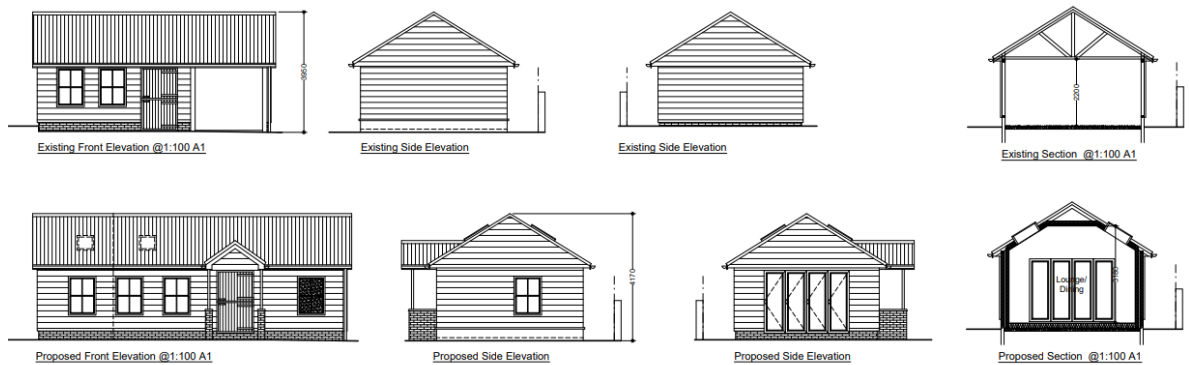 3950
2200
Existing Front Elevation @1:100 A1
Existing Side Elevation
Existing Side Elevation
Existing Section @1:100 A1
4170
3160
Lounge/
Dining
Proposed Front Elevation @1:100 A1
Proposed Side Elevation
Proposed Side Elevation
Proposed Section @1:100 A1